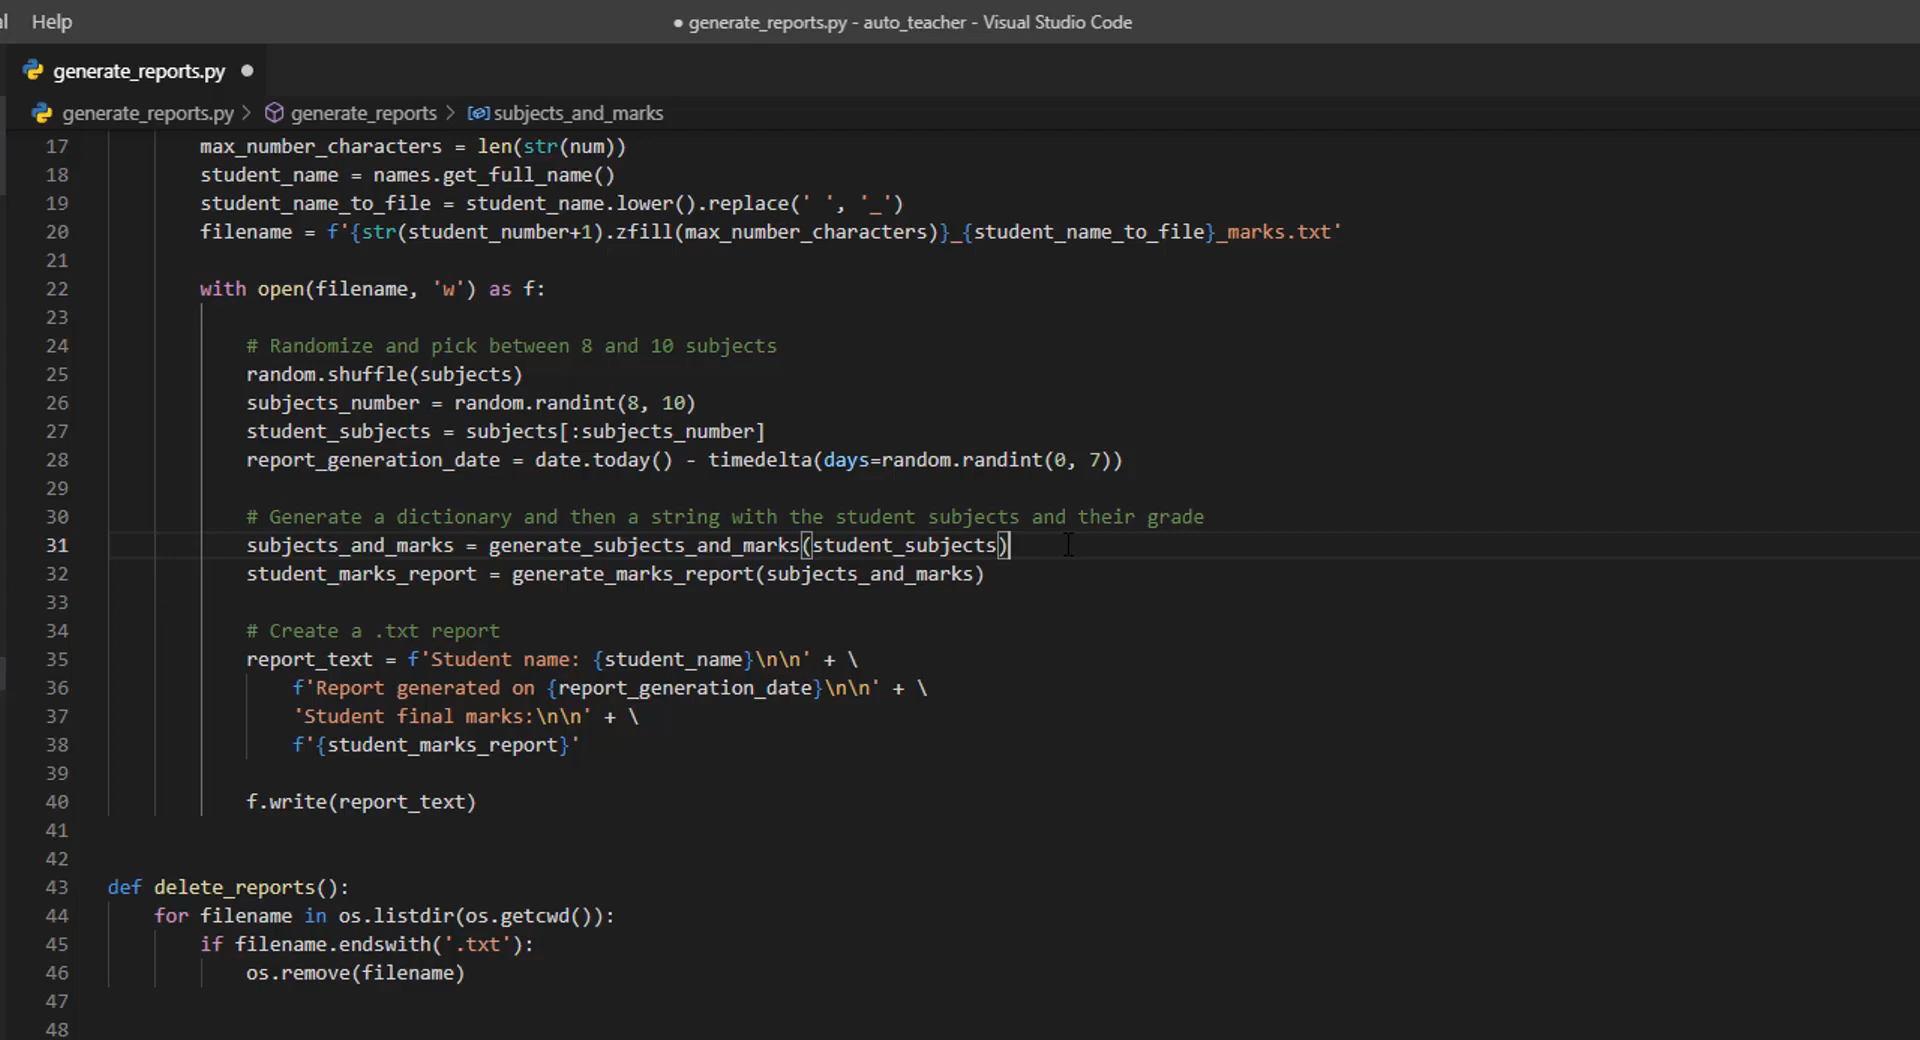 Help
● generate_reports.py - auto_teacher - Visual Studio Code
generate_reports.py ●
generate_reports.py > generate_reports > subjects_and_marks
17 max_number_characters = len(str(num))
18 student_name = names.get_full_name()
19 student_name_to_file = student_name.lower().replace(' ', '_')
20 filename = f'{str(student_number+1).zfill(max_number_characters)}_{student_name_to_file}_marks.txt'
21
22 with open(filename, 'w') as f:
23
24 # Randomize and pick between 8 and 10 subjects
25 random.shuffle(subjects)
26 subjects_number = random.randint(8, 10)
27 student_subjects = subjects[:subjects_number]
28 report_generation_date = date.today() - timedelta(days=random.randint(0, 7))
29
30 # Generate a dictionary and then a string with the student subjects and their grade
31 subjects_and_marks = generate_subjects_and_marks(student_subjects)
32 student_marks_report = generate_marks_report(subjects_and_marks)
33
34 # Create a .txt report
35 report_text = f'Student name: {student_name}\n\n' + \
36 f'Report generated on {report_generation_date}\n\n' + \
37 'Student final marks:\n\n' + \
38 f'{student_marks_report}'
39
40 f.write(report_text)
41
42
43 def delete_reports():
44 for filename in os.listdir(os.getcwd()):
45 if filename.endswith('.txt'):
46 os.remove(filename)
47
48